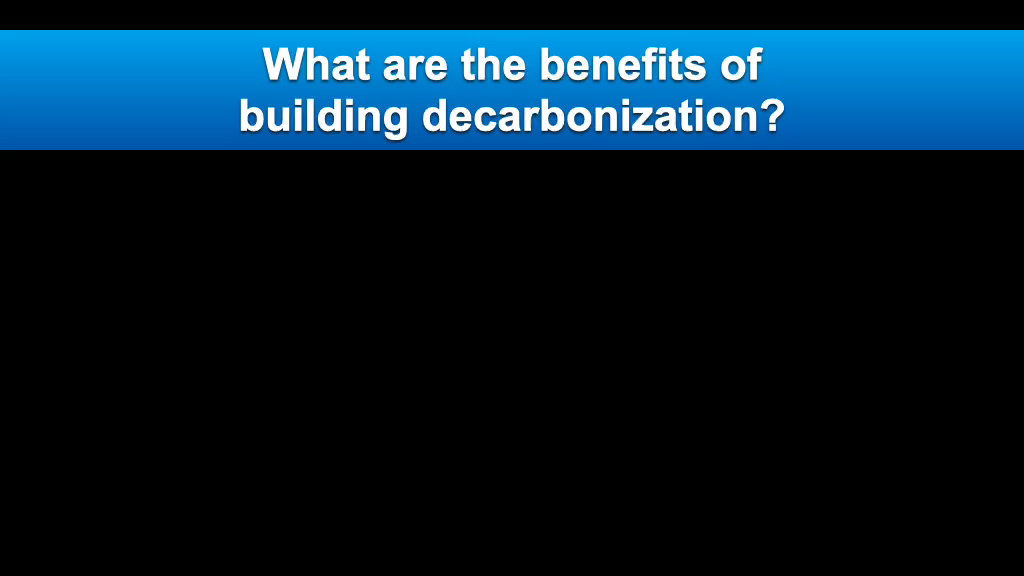 What are the benefits of
building decarbonization?